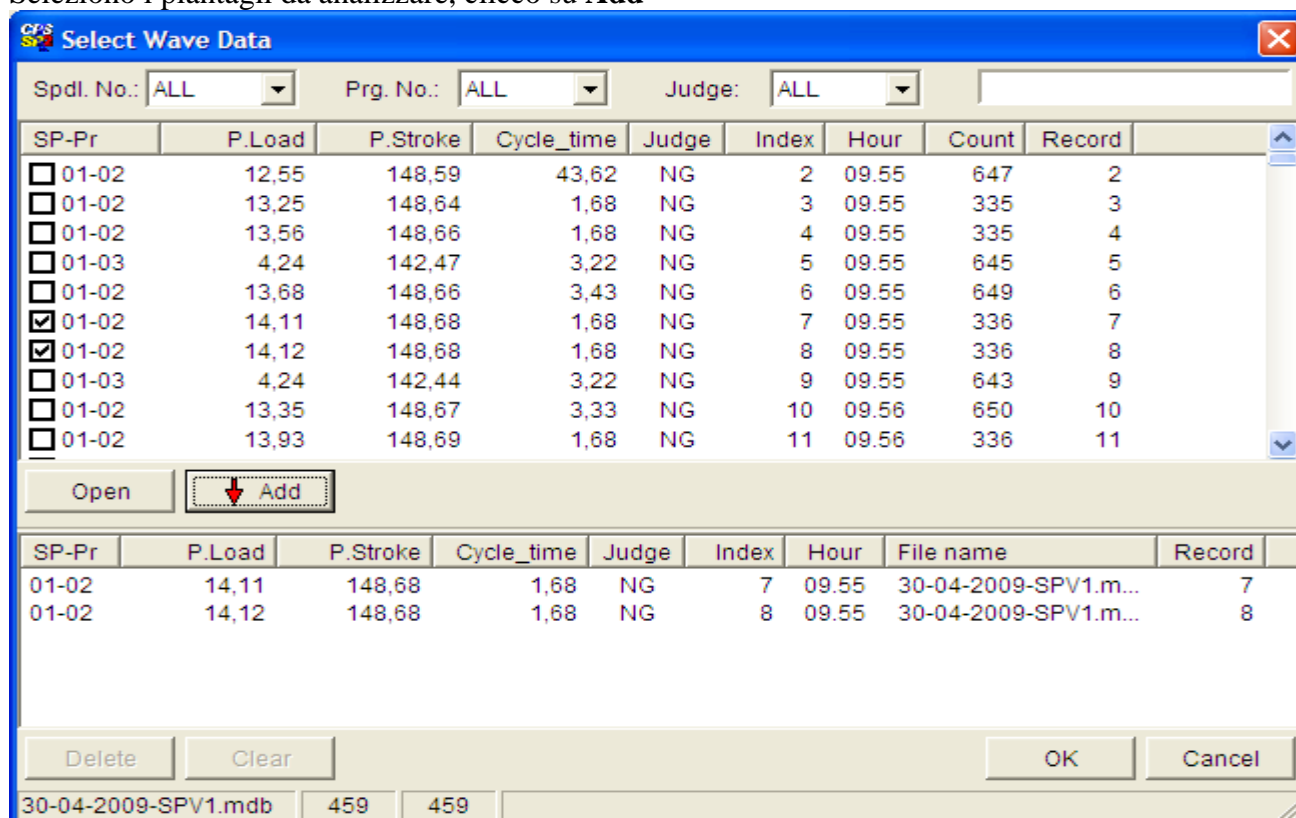 Seleziono i piantaggi da analizzare, clicco su Add
CPS SP Select Wave Data
Spdl. No.: ALL Prg. No.: ALL Judge: ALL
SP-Pr P.Load P.Stroke Cycle_time Judge Index Hour Count Record
01-02 12,55 148,59 43,62 NG 2 09.55 647 2
01-02 13,25 148,64 1,68 NG 3 09.55 335 3
01-02 13,56 148,66 1,68 NG 4 09.55 335 4
01-03 4,24 142,47 3,22 NG 5 09.55 645 5
01-02 13,68 148,66 3,43 NG 6 09.55 649 6
01-02 14,11 148,68 1,68 NG 7 09.55 336 7
01-02 14,12 148,68 1,68 NG 8 09.55 336 8
01-03 4,24 142,44 3,22 NG 9 09.55 643 9
01-02 13,35 148,67 3,33 NG 10 09.56 650 10
01-02 13,93 148,69 1,68 NG 11 09.56 336 11
Open Add
SP-Pr P.Load P.Stroke Cycle_time Judge Index Hour File name Record
01-02 14,11 148,68 1,68 NG 7 09.55 30-04-2009-SPV1.m... 7
01-02 14,12 148,68 1,68 NG 8 09.55 30-04-2009-SPV1.m... 8
Delete Clear OK Cancel
30-04-2009-SPV1.mdb 459 459